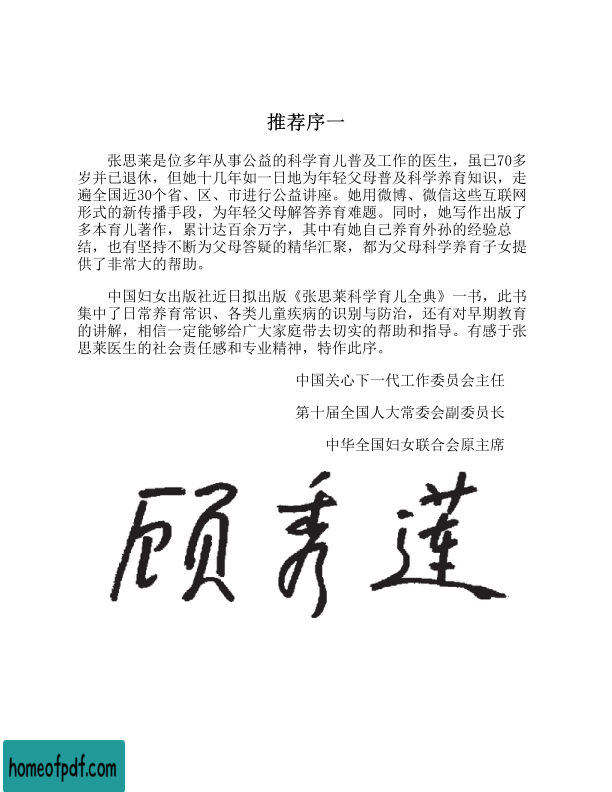 推荐序一
张思莱是位多年从事公益的科学育儿普及工作的医生，虽已70多
岁并已退休，但她十几年如一日地为年轻父母普及科学养育知识，走
遍全国近30个省、区、市进行公益讲座。她用微博、微信这些互联网
形式的新传播手段，为年轻父母解答养育难题。同时，她写作出版了
多本育儿著作，累计达百余万字，其中有她自己养育外孙的经验总
结，也有坚持不断为父母答疑的精华汇聚，都为父母科学养育子女提
供了非常大的帮助。
中国妇女出版社近日拟出版《张思莱科学育儿全典》一书，此书
集中了日常养育常识、各类儿童疾病的识别与防治，还有对早期教育
的讲解，相信一定能够给广大家庭带去切实的帮助和指导。有感于张
思莱医生的社会责任感和专业精神，特作此序。
中国关心下一代工作委员会主任
第十届全国人大常委会副委员长
中华全国妇女联合会原主席
顾秀莲
homeofpdf.com